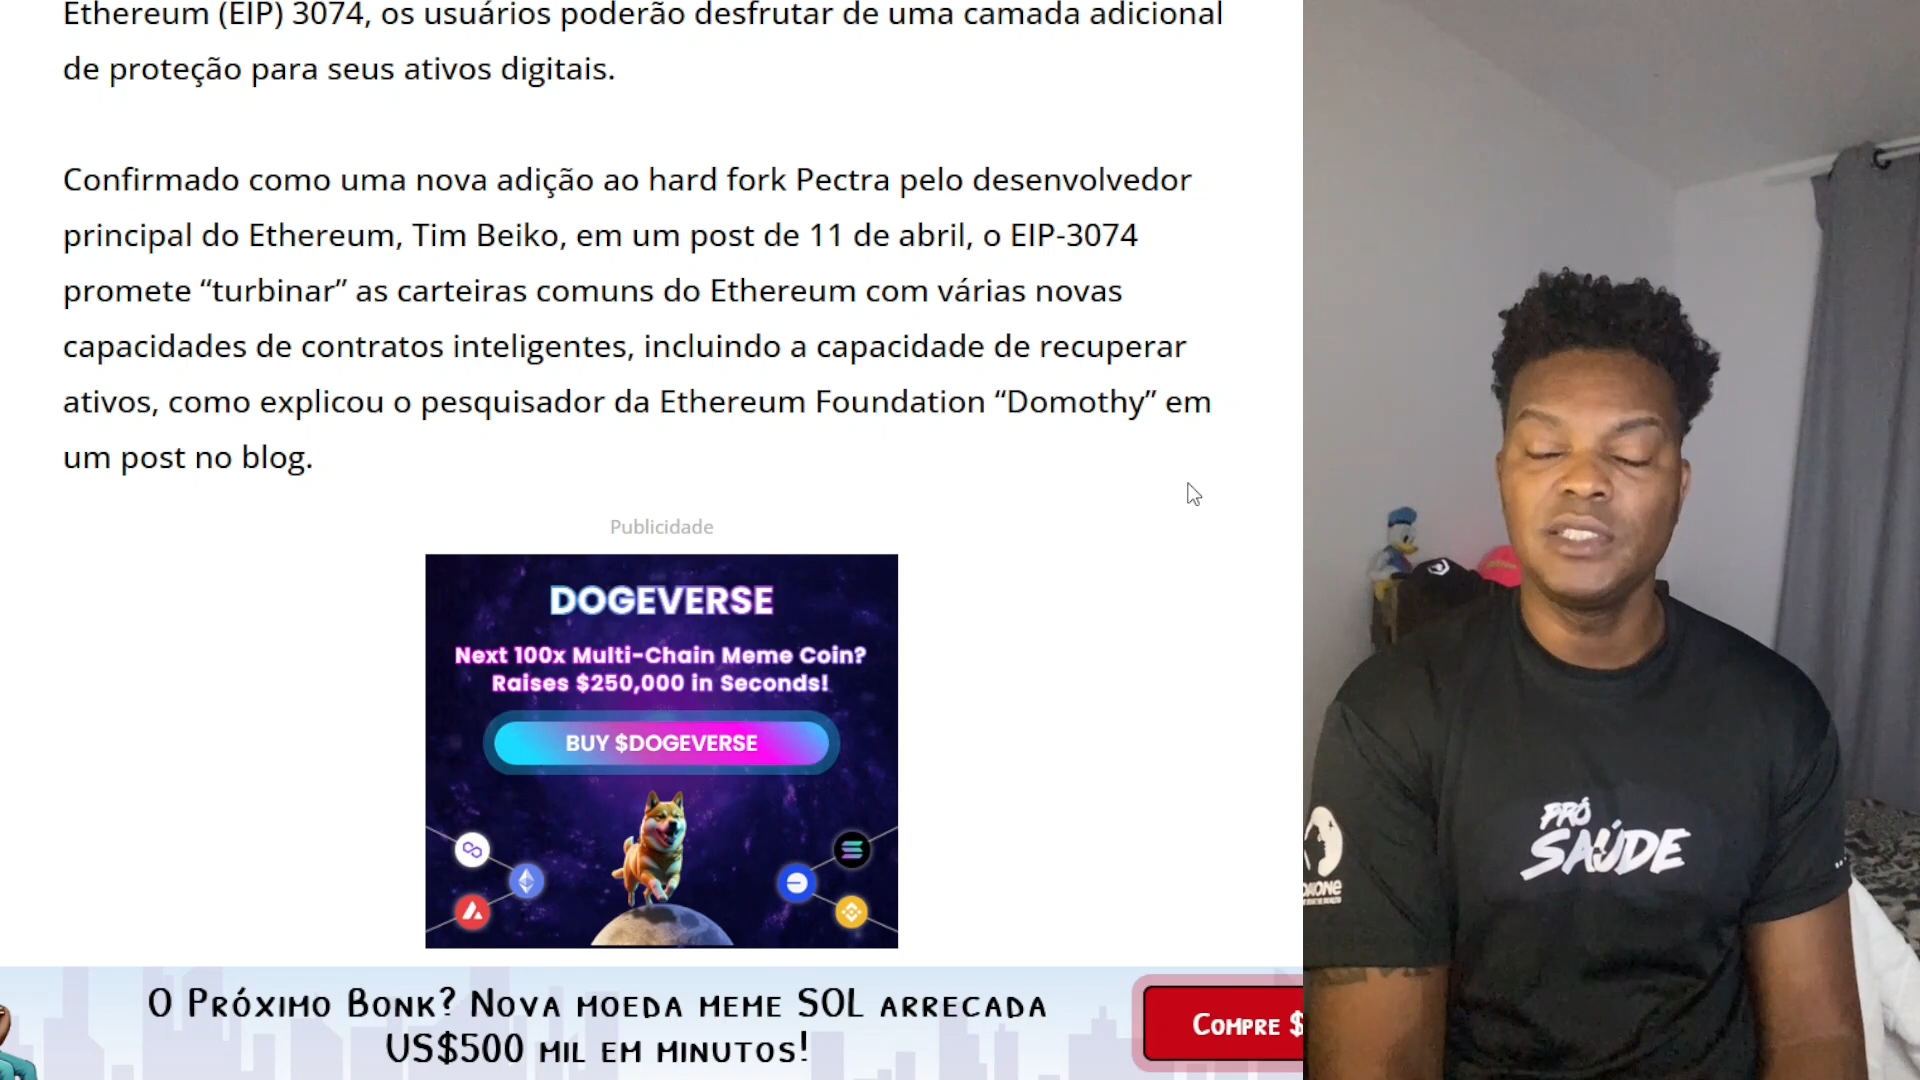 Ethereum (EIP) 3074, os usuários poderão desfrutar de uma camada adicional
de proteção para seus ativos digitais.
Confirmado como uma nova adição ao hard fork Pectra pelo desenvolvedor
principal do Ethereum, Tim Beiko, em um post de 11 de abril, o EIP-3074
promete “turbinar” as carteiras comuns do Ethereum com várias novas
capacidades de contratos inteligentes, incluindo a capacidade de recuperar
ativos, como explicou o pesquisador da Ethereum Foundation “Domothy” em
um post no blog.
Publicidade
DOGEVERSE
Next 100x Multi-Chain Meme Coin?
Raises $250,000 in Seconds!
BUY $DOGEVERSE
O Próximo Bonk? Nova moeda meme SOL arrecada
US$500 mil em minutos!
Compre $
PRÓ
SAÚDE